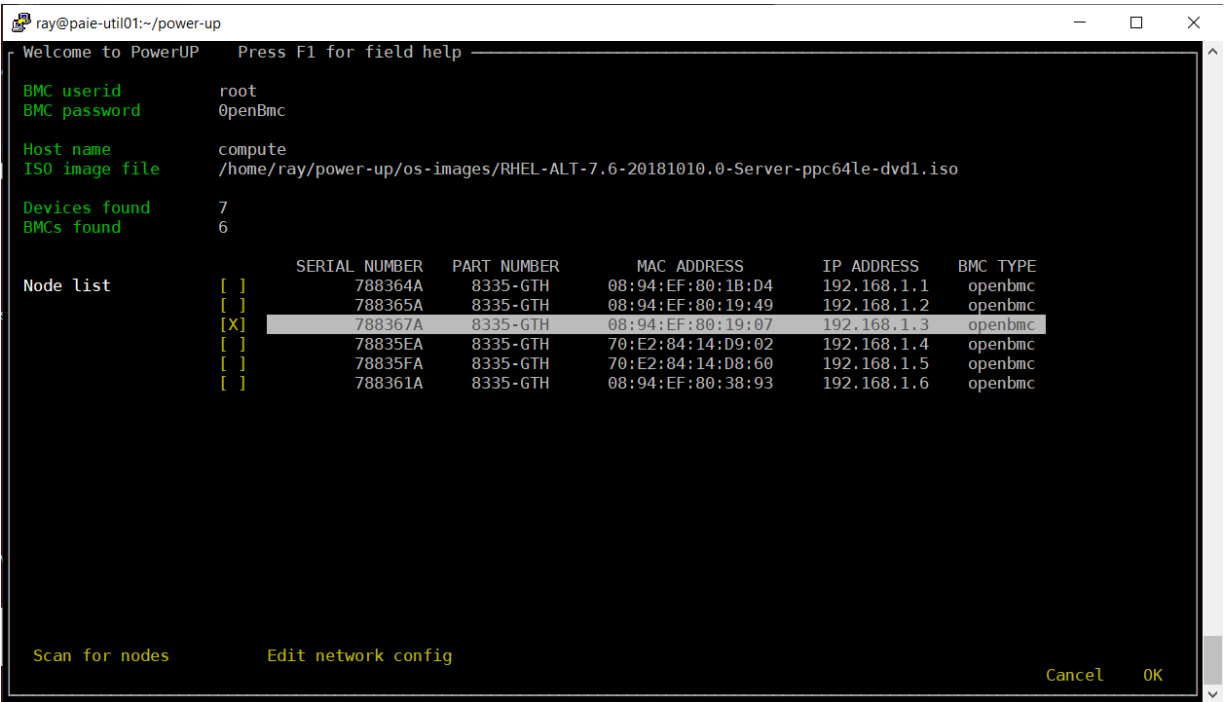 ray@paie-util01:~/power-up
Welcome to PowerUP Press F1 for field help
BMC userid root
BMC password 0penBmc
Host name compute
ISO image file /home/ray/power-up/os-images/RHEL-ALT-7.6-20181010.0-Server-ppc64le-dvd1.iso
Devices found 7
BMCs found 6
SERIAL NUMBER PART NUMBER MAC ADDRESS IP ADDRESS BMC TYPE
Node list [ ] 788364A 8335-GTH 08:94:EF:80:1B:D4 192.168.1.1 openbmc
[ ] 788365A 8335-GTH 08:94:EF:80:19:49 192.168.1.2 openbmc
[X] 788367A 8335-GTH 08:94:EF:80:19:07 192.168.1.3 openbmc
[ ] 78835EA 8335-GTH 70:E2:84:14:D9:02 192.168.1.4 openbmc
[ ] 78835FA 8335-GTH 70:E2:84:14:D8:60 192.168.1.5 openbmc
[ ] 788361A 8335-GTH 08:94:EF:80:38:93 192.168.1.6 openbmc
Scan for nodes Edit network config
Cancel OK